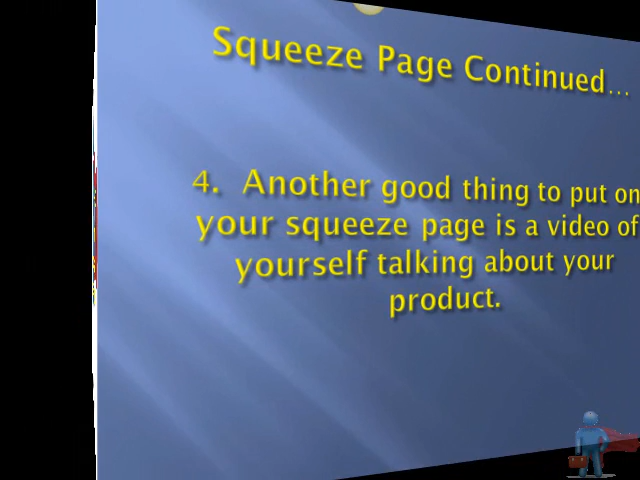 Squeeze Page Continued...
4. Another good thing to put on
your squeeze page is a video of
yourself talking about your
product.